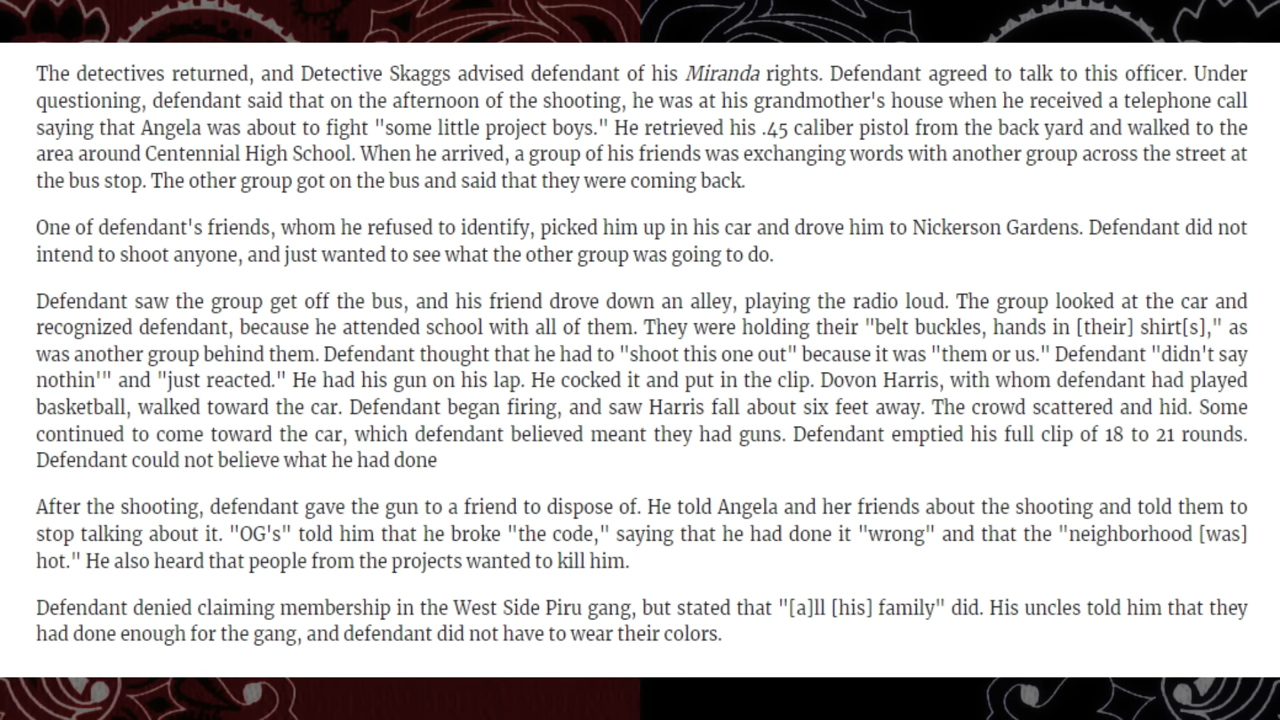 The detectives returned, and Detective Skaggs advised defendant of his Miranda rights. Defendant agreed to talk to this officer. Under
questioning, defendant said that on the afternoon of the shooting, he was at his grandmother's house when he received a telephone call
saying that Angela was about to fight "some little project boys." He retrieved his .45 caliber pistol from the back yard and walked to the
area around Centennial High School. When he arrived, a group of his friends was exchanging words with another group across the street at
the bus stop. The other group got on the bus and said that they were coming back.
One of defendant's friends, whom he refused to identify, picked him up in his car and drove him to Nickerson Gardens. Defendant did not
intend to shoot anyone, and just wanted to see what the other group was going to do.
Defendant saw the group get off the bus, and his friend drove down an alley, playing the radio loud. The group looked at the car and
recognized defendant, because he attended school with all of them. They were holding their "belt buckles, hands in [their] shirt[s]," as
was another group behind them. Defendant thought that he had to "shoot this one out" because it was "them or us." Defendant "didn't say
nothin'" and "just reacted." He had his gun on his lap. He cocked it and put in the clip. Dovon Harris, with whom defendant had played
basketball, walked toward the car. Defendant began firing, and saw Harris fall about six feet away. The crowd scattered and hid. Some
continued to come toward the car, which defendant believed meant they had guns. Defendant emptied his full clip of 18 to 21 rounds.
Defendant could not believe what he had done
After the shooting, defendant gave the gun to a friend to dispose of. He told Angela and her friends about the shooting and told them to
stop talking about it. "OG's" told him that he broke "the code," saying that he had done it "wrong" and that the "neighborhood [was]
hot." He also heard that people from the projects wanted to kill him.
Defendant denied claiming membership in the West Side Piru gang, but stated that "[a]ll [his] family" did. His uncles told him that they
had done enough for the gang, and defendant did not have to wear their colors.